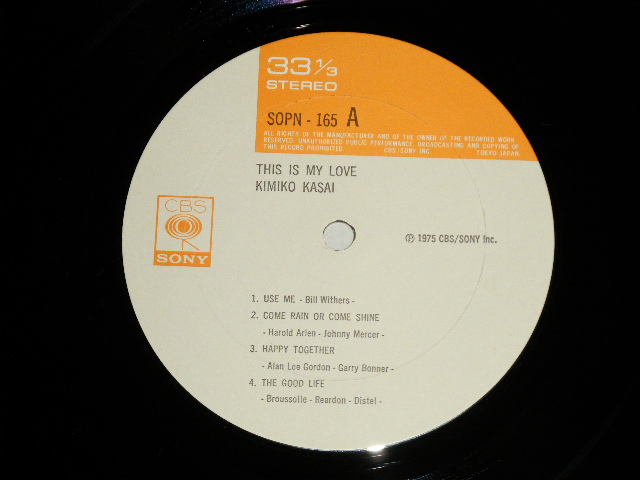 33 1/3
STEREO
SOPN - 165 A
ALL RIGHTS OF THE MANUFACTURER AND OF THE OWNER OF THE RECORDED WORK
RESERVED. UNAUTHORIZED PUBLIC PERFORMANCE, BROADCASTING AND COPYING OF
THIS RECORD PROHIBITED. CBS/SONY INC. TOKYO JAPAN.
THIS IS MY LOVE
KIMIKO KASAI
CBS
SONY
Ⓟ 1975 CBS/SONY Inc.
1. USE ME - Bill Withers -
2. COME RAIN OR COME SHINE
- Harold Arlen - Johnny Mercer -
3. HAPPY TOGETHER
- Alan Lee Gordon - Garry Bonner -
4. THE GOOD LIFE
- Broussolle - Reardon - Distel -